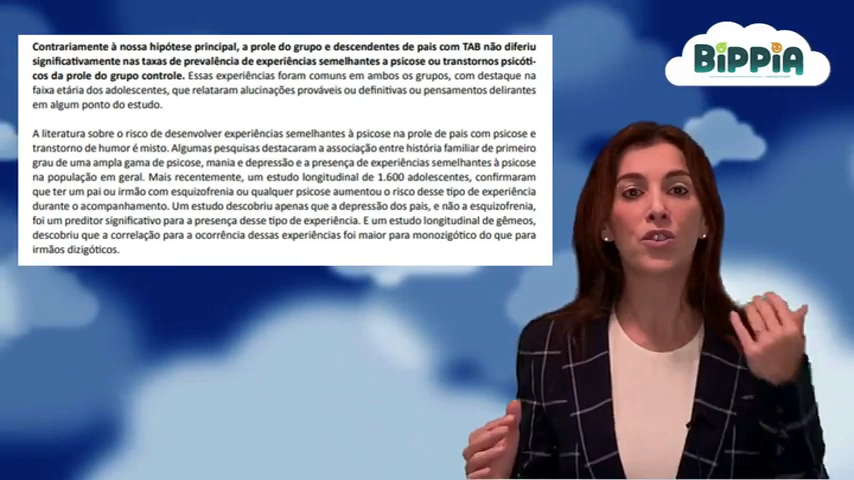 Contrariamente à nossa hipótese principal, a prole do grupo e descendentes de pais com TAB não diferiu
significativamente nas taxas de prevalência de experiências semelhantes a psicose ou transtornos psicóti-
cos da prole do grupo controle. Essas experiências foram comuns em ambos os grupos, com destaque na
faixa etária dos adolescentes, que relataram alucinações prováveis ou definitivas ou pensamentos delirantes
em algum ponto do estudo.
A literatura sobre o risco de desenvolver experiências semelhantes à psicose na prole de pais com psicose e
transtorno de humor é misto. Algumas pesquisas destacaram a associação entre história familiar de primeiro
grau de uma ampla gama de psicose, mania e depressão e a presença de experiências semelhantes à psicose
na população em geral. Mais recentemente, um estudo longitudinal de 1.600 adolescentes, confirmaram
que ter um pai ou irmão com esquizofrenia ou qualquer psicose aumentou o risco desse tipo de experiência
durante o acompanhamento. Um estudo descobriu apenas que a depressão dos pais, e não a esquizofrenia,
foi um preditor significativo para a presença desse tipo de experiência. E um estudo longitudinal de gêmeos,
descobriu que a correlação para a ocorrência dessas experiências foi maior para monozigótico do que para
irmãos dizigóticos.
BiPPiA